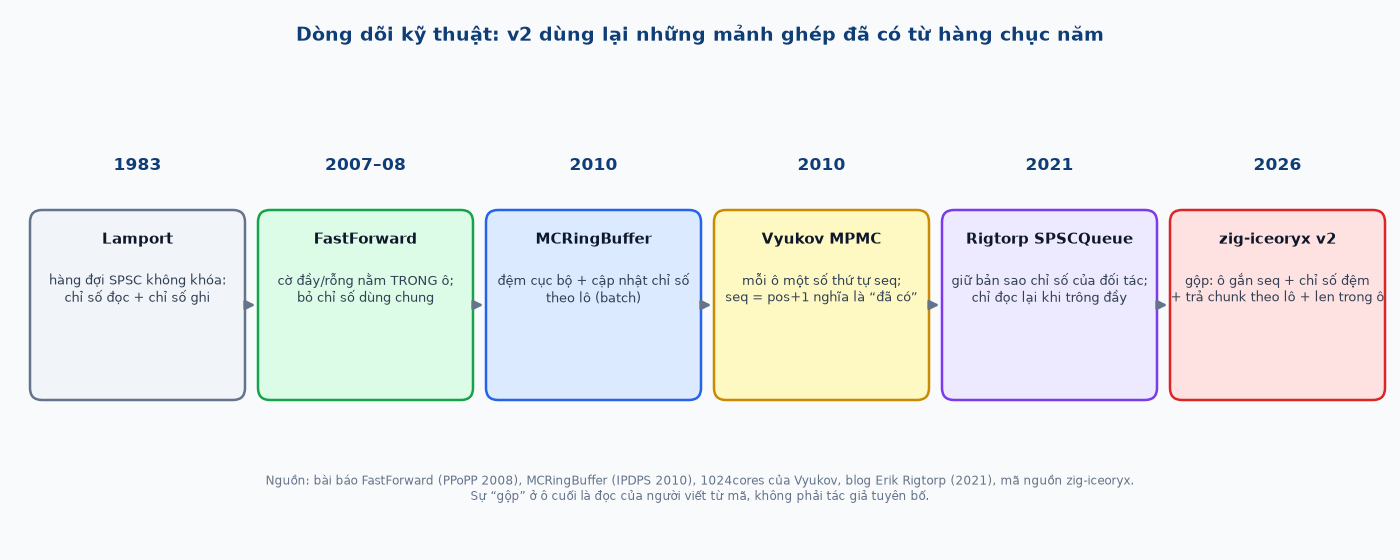 Dòng dõi kỹ thuật: v2 dùng lại những mảnh ghép đã có từ hàng chục năm
1983
2007–08
2010
2010
2021
2026
Lamport
hàng đợi SPSC không khóa:
chỉ số đọc + chỉ số ghi
FastForward
cờ đầy/rỗng nằm TRONG ô;
bỏ chỉ số dùng chung
MCRingBuffer
đệm cục bộ + cập nhật chỉ số
theo lô (batch)
Vyukov MPMC
mỗi ô một số thứ tự seq;
seq = pos+1 nghĩa là “đã có”
Rigtorp SPSCQueue
giữ bản sao chỉ số của đối tác;
chỉ đọc lại khi trông đầy
zig-iceoryx v2
gộp: ô gắn seq + chỉ số đệm
+ trả chunk theo lô + len trong ô
Nguồn: bài báo FastForward (PPoPP 2008), MCRingBuffer (IPDPS 2010), 1024cores của Vyukov, blog Erik Rigtorp (2021), mã nguồn zig-iceoryx.
Sự “gộp” ở ô cuối là đọc của người viết từ mã, không phải tác giả tuyên bố.